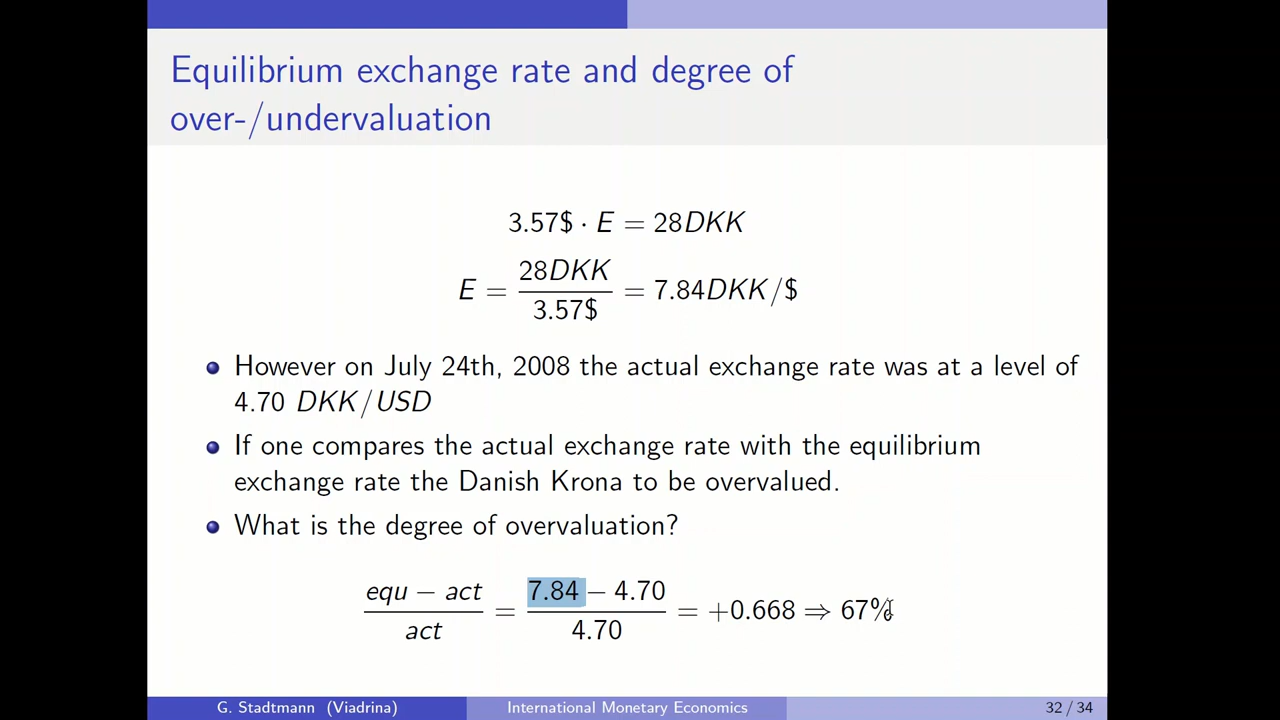 Equilibrium exchange rate and degree of
over-/undervaluation
3.57$ · E = 28DKK
E = 28DKK / 3.57$ = 7.84DKK/$
However on July 24th, 2008 the actual exchange rate was at a level of
4.70 DKK/USD
If one compares the actual exchange rate with the equilibrium
exchange rate the Danish Krona to be overvalued.
What is the degree of overvaluation?
equ − act / act = 7.84 − 4.70 / 4.70 = +0.668 ⇒ 67%
G. Stadtmann (Viadrina) International Monetary Economics 32 / 34